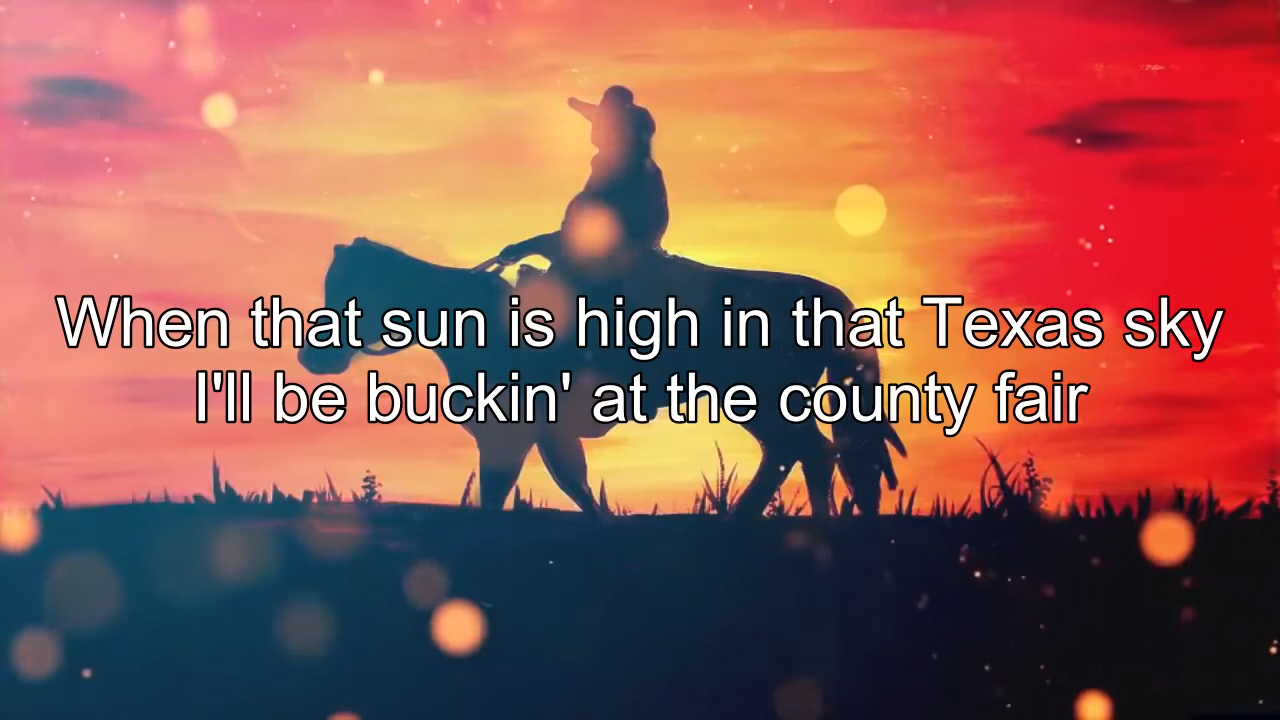 When that sun is high in that Texas sky
I'll be buckin' at the county fair